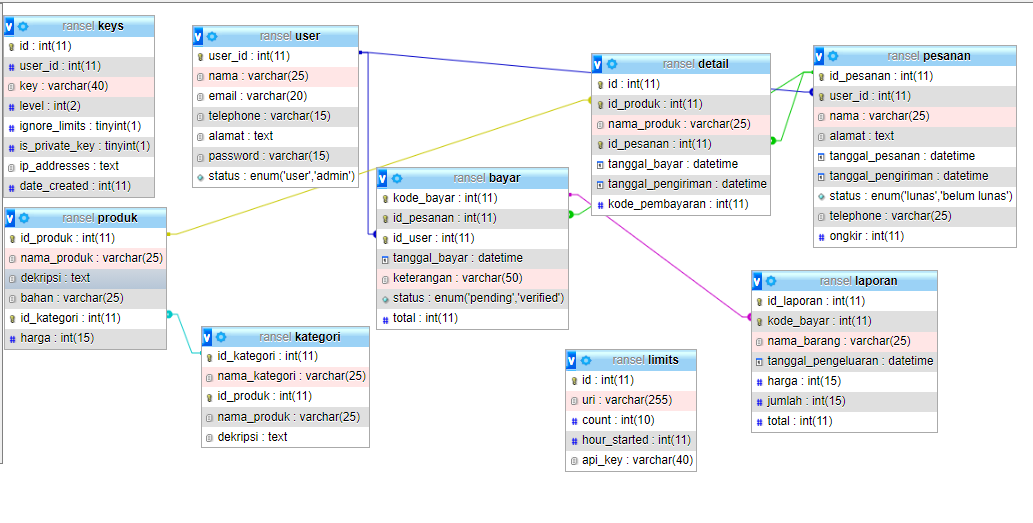 v ransel keys
id : int(11)
# user_id : int(11)
key : varchar(40)
# level : int(2)
# ignore_limits : tinyint(1)
# is_private_key : tinyint(1)
ip_addresses : text
# date_created : int(11)
v ransel user
user_id : int(11)
nama : varchar(25)
email : varchar(20)
telephone : varchar(15)
alamat : text
password : varchar(15)
status : enum('user','admin')
v ransel detail
id : int(11)
id_produk : int(11)
nama_produk : varchar(25)
id_pesanan : int(11)
tanggal_bayar : datetime
tanggal_pengiriman : datetime
# kode_pembayaran : int(11)
v ransel pesanan
id_pesanan : int(11)
user_id : int(11)
nama : varchar(25)
alamat : text
tanggal_pesanan : datetime
tanggal_pengiriman : datetime
status : enum('lunas','belum lunas')
telephone : varchar(25)
# ongkir : int(11)
v ransel produk
id_produk : int(11)
nama_produk : varchar(25)
dekripsi : text
bahan : varchar(25)
id_kategori : int(11)
# harga : int(15)
v ransel bayar
kode_bayar : int(11)
id_pesanan : int(11)
id_user : int(11)
tanggal_bayar : datetime
keterangan : varchar(50)
status : enum('pending','verified')
# total : int(11)
v ransel kategori
id_kategori : int(11)
nama_kategori : varchar(25)
id_produk : int(11)
nama_produk : varchar(25)
dekripsi : text
v ransel limits
id : int(11)
uri : varchar(255)
# count : int(10)
# hour_started : int(11)
api_key : varchar(40)
v ransel laporan
id_laporan : int(11)
kode_bayar : int(11)
nama_barang : varchar(25)
tanggal_pengeluaran : datetime
# harga : int(15)
# jumlah : int(15)
# total : int(11)